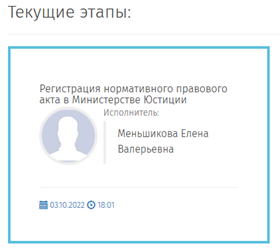 Текущие этапы:
Регистрация нормативного правового
акта в Министерстве Юстиции
Исполнитель:
Меньшикова Елена
Валерьевна
03.10.2022 18:01